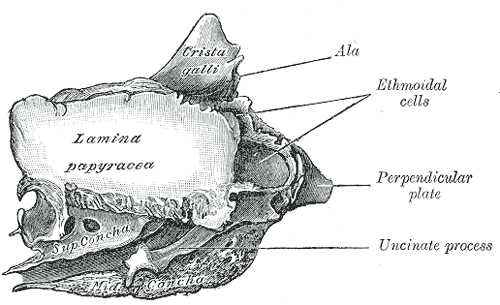 Crista
galli
Ala
Ethmoidal
cells
Lamina
papyracea
Perpendicular
plate
Sup. Concha
Uncinate process
Mid. Concha